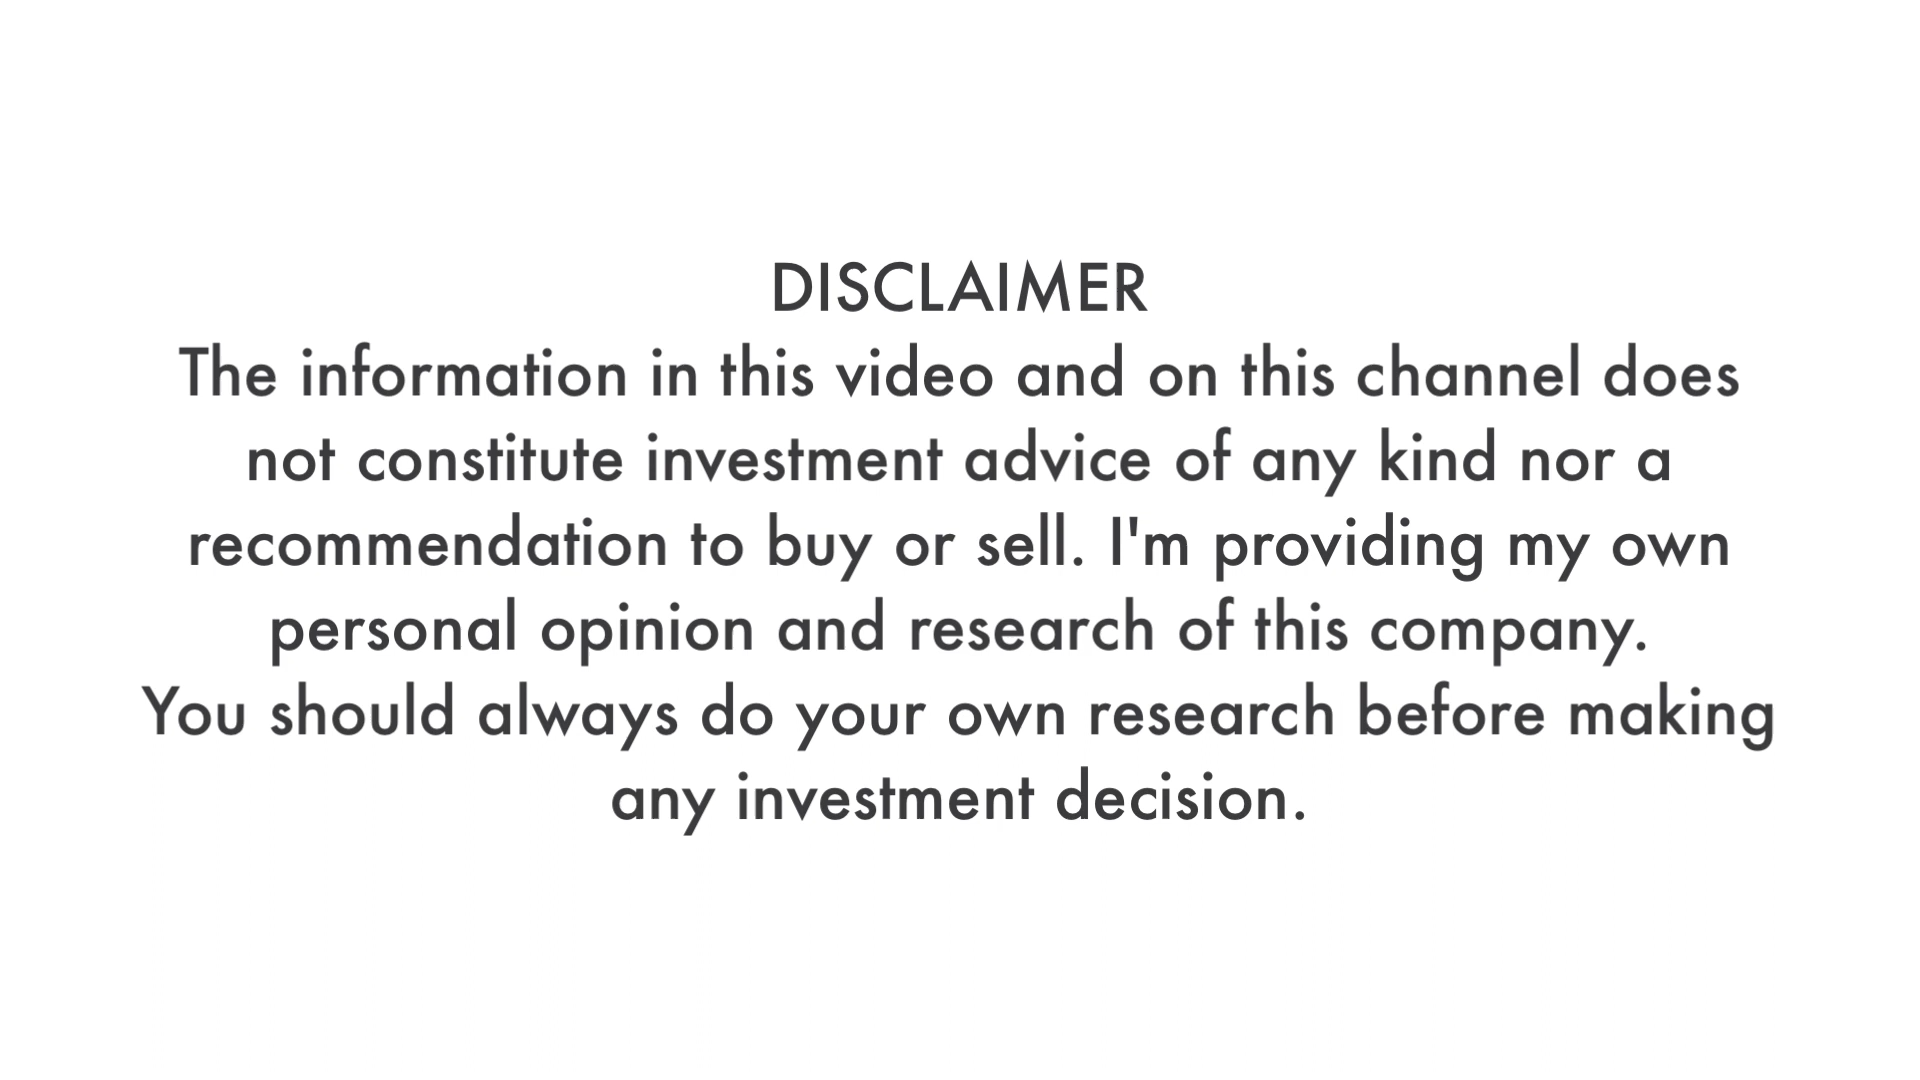 DISCLAIMER
The information in this video and on this channel does
not constitute investment advice of any kind nor a
recommendation to buy or sell. I'm providing my own
personal opinion and research of this company.
You should always do your own research before making
any investment decision.